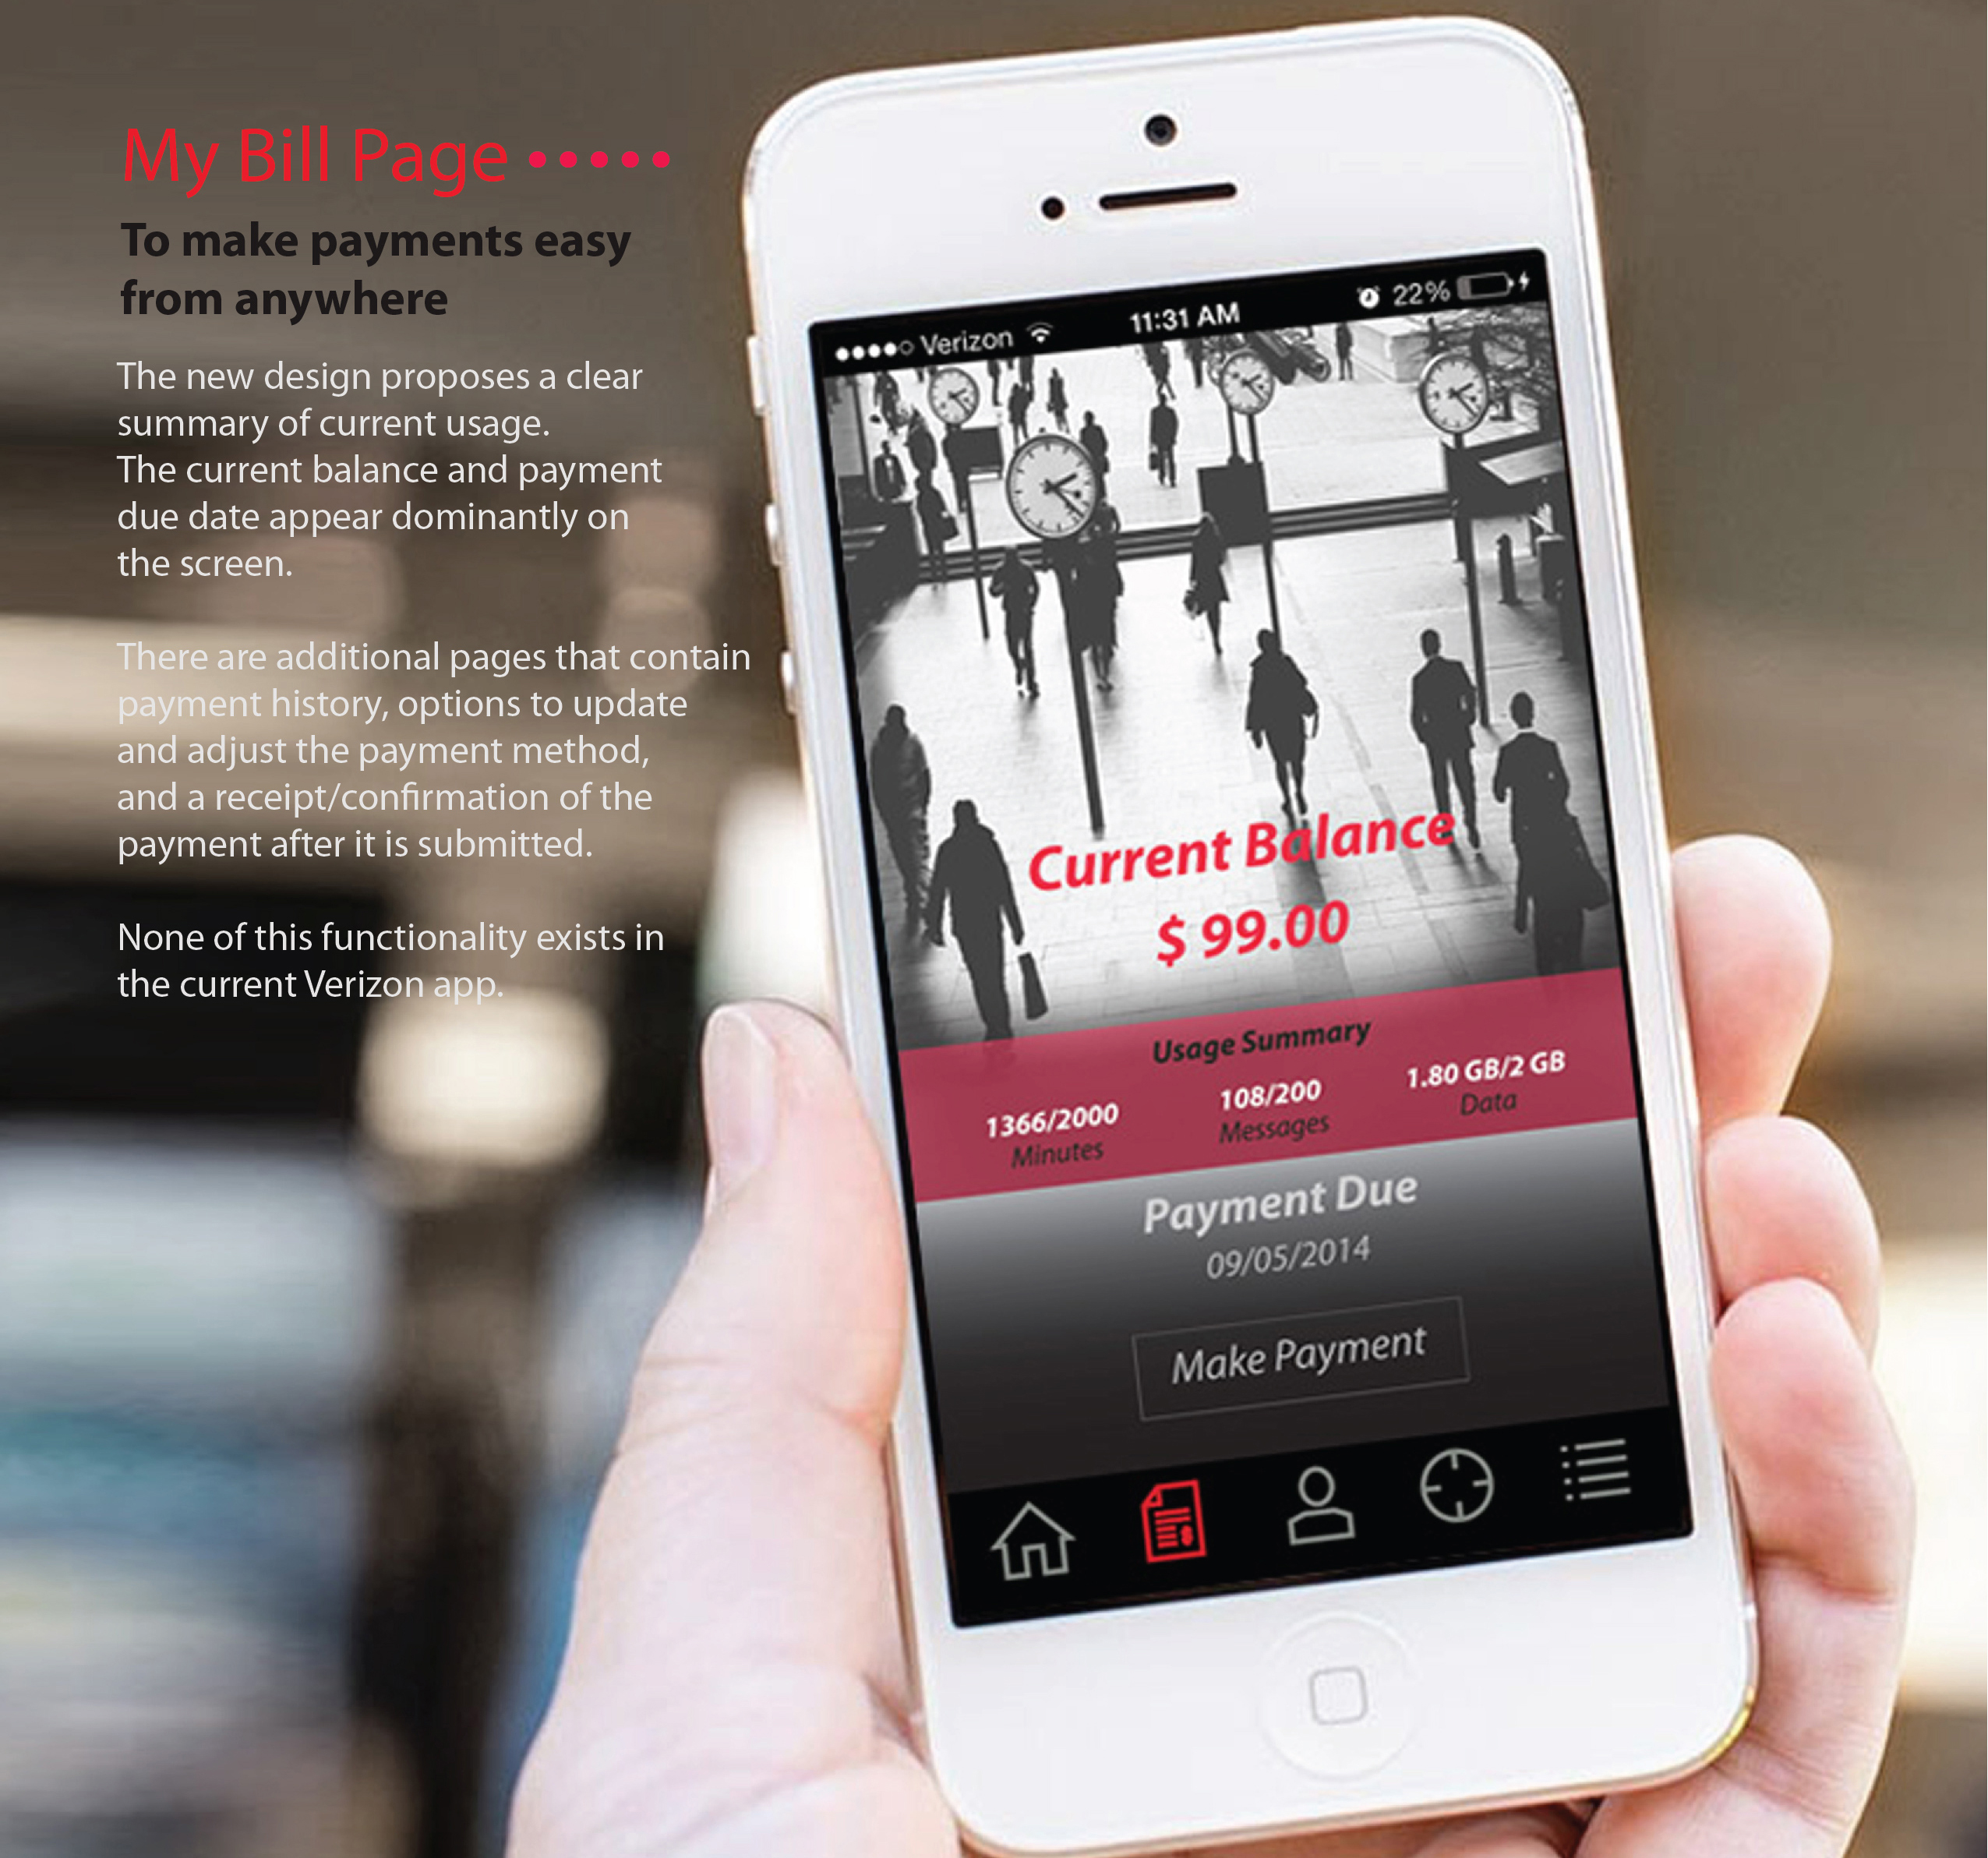 My Bill Page •••••
To make payments easy
from anywhere
The new design proposes a clear
summary of current usage.
The current balance and payment
due date appear dominantly on
the screen.
There are additional pages that contain
payment history, options to update
and adjust the payment method,
and a receipt/confirmation of the
payment after it is submitted.
None of this functionality exists in
the current Verizon app.
Verizon 11:31 AM 22%
Current Balance
$ 99.00
Usage Summary
1366/2000 108/200 1.80 GB/2 GB
Minutes Messages Data
Payment Due
09/05/2014
Make Payment